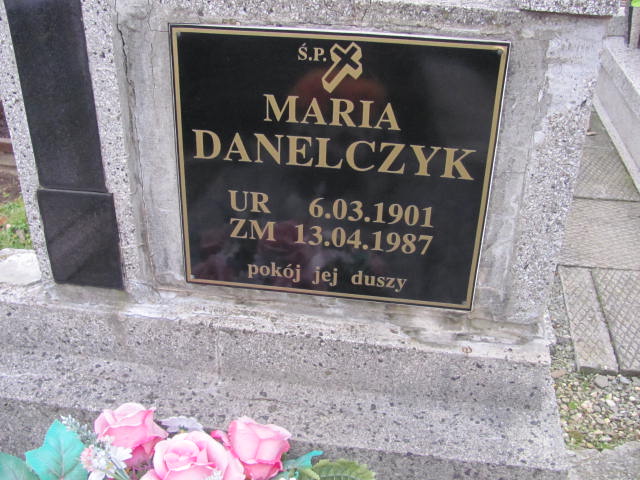 Ś.P.
MARIA
DANELCZYK
UR 6.03.1901
ZM 13.04.1987
pokój jej duszy